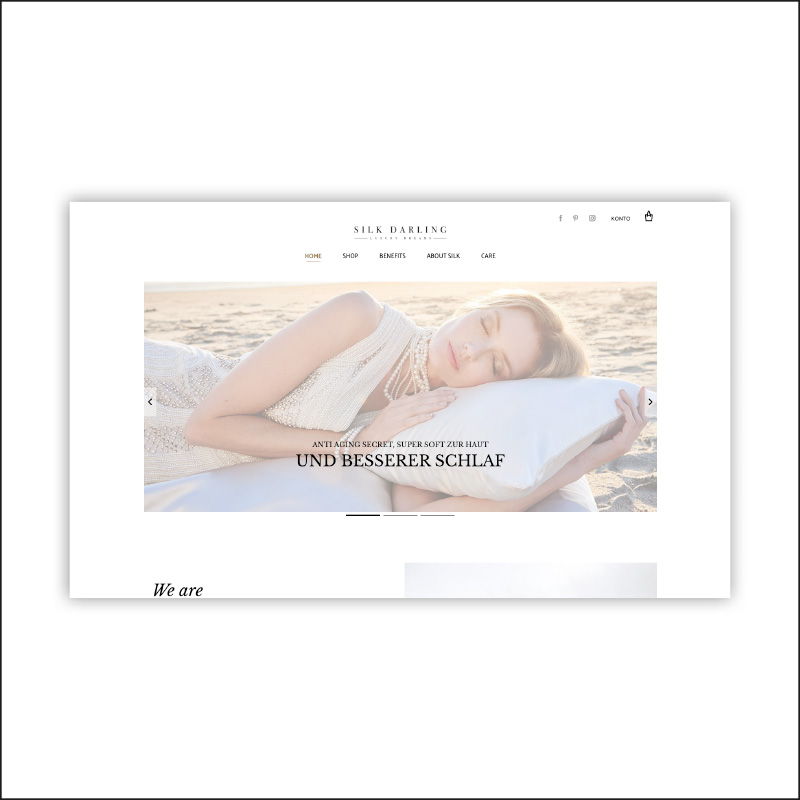 KONTO
SILK DARLING
LUXURY DREAMS
HOME SHOP BENEFITS ABOUT SILK CARE
ANTI AGING SECRET, SUPER SOFT ZUR HAUT
UND BESSERER SCHLAF
We are